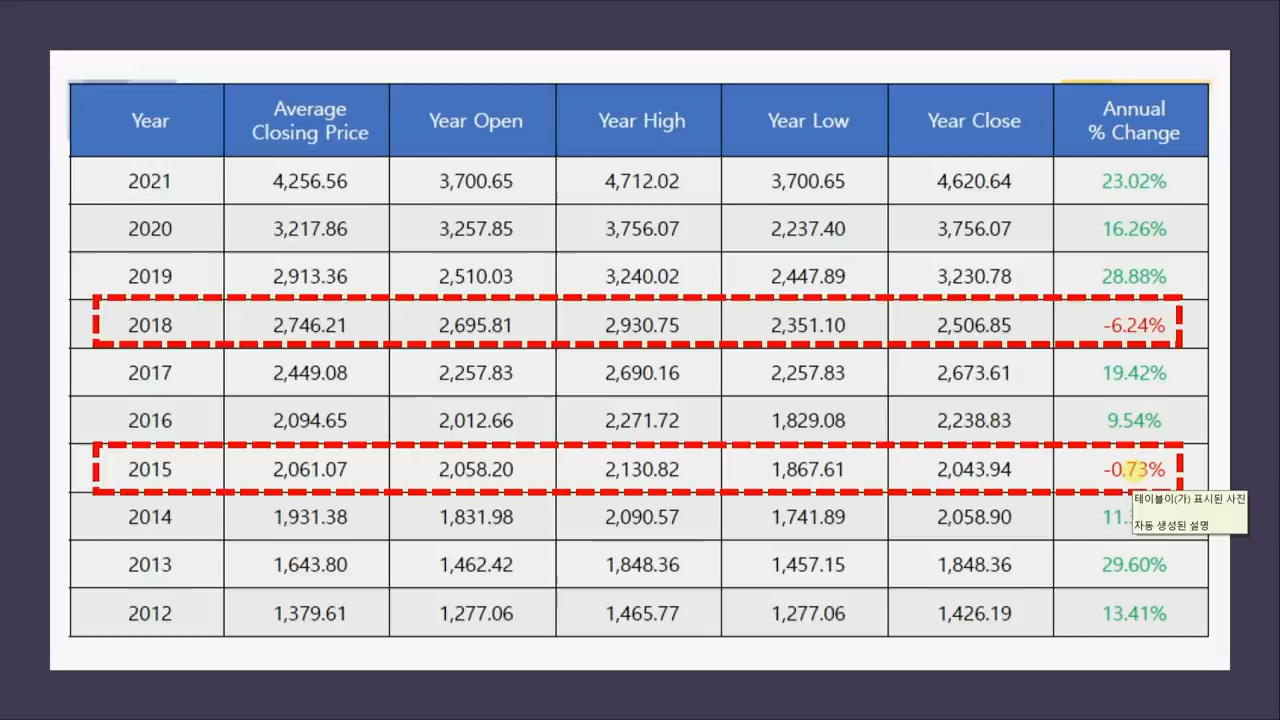 Year Average Closing Price Year Open Year High Year Low Year Close Annual % Change
2021 4,256.56 3,700.65 4,712.02 3,700.65 4,620.64 23.02%
2020 3,217.86 3,257.85 3,756.07 2,237.40 3,756.07 16.26%
2019 2,913.36 2,510.03 3,240.02 2,447.89 3,230.78 28.88%
2018 2,746.21 2,695.81 2,930.75 2,351.10 2,506.85 -6.24%
2017 2,449.08 2,257.83 2,690.16 2,257.83 2,673.61 19.42%
2016 2,094.65 2,012.66 2,271.72 1,829.08 2,238.83 9.54%
2015 2,061.07 2,058.20 2,130.82 1,867.61 2,043.94 -0.73%
2014 1,931.38 1,831.98 2,090.57 1,741.89 2,058.90
테이블이(가) 표시된 사진
자동 생성된 설명
2013 1,643.80 1,462.42 1,848.36 1,457.15 1,848.36 29.60%
2012 1,379.61 1,277.06 1,465.77 1,277.06 1,426.19 13.41%